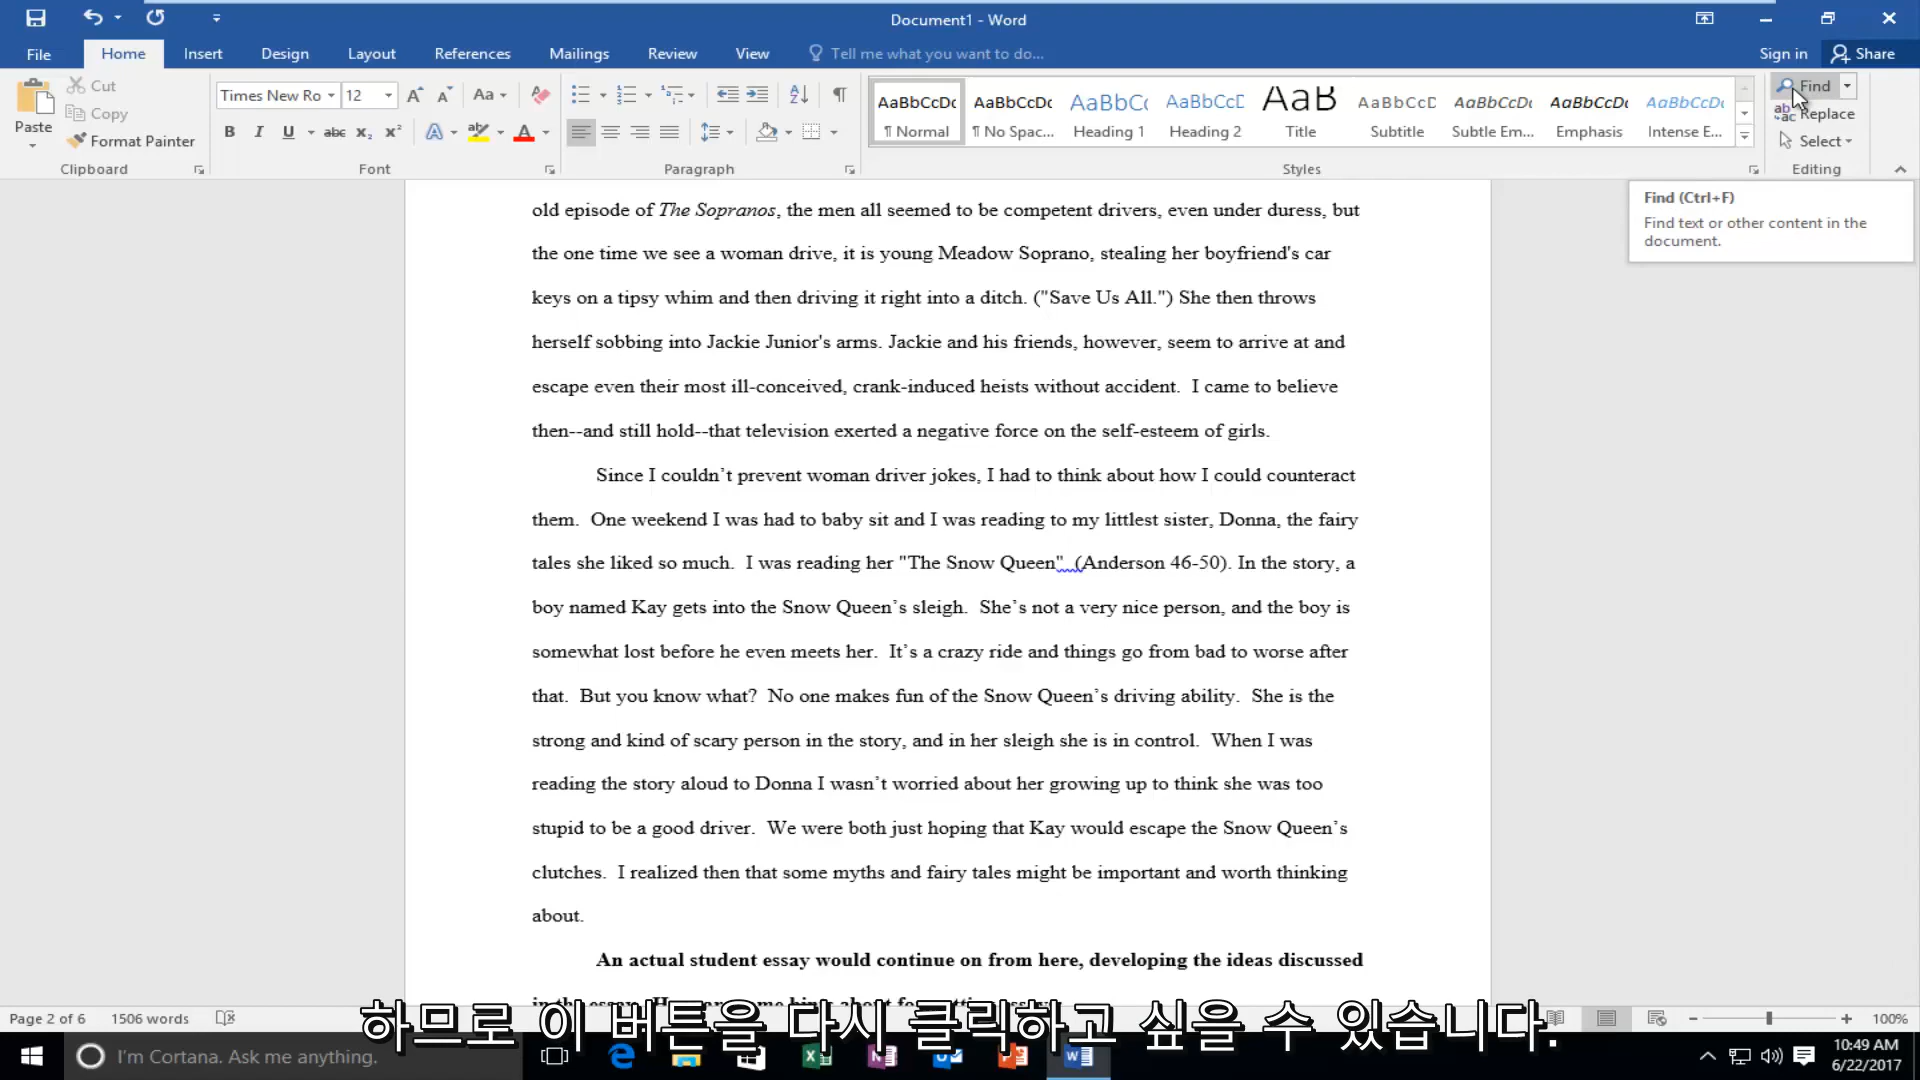 Document1 - Word
File Home Insert Design Layout References Mailings Review View Tell me what you want to do... Sign in Share
Paste
Cut
Copy
Format Painter
Clipboard
Times New Ro 12
Font
Paragraph
AaBbCcDc AaBbCcDc AaBbC AaBbCcD AaB AaBbCcD AaBbCcDt AaBbCcDt AaBbCcDt
¶ Normal ¶ No Spac... Heading 1 Heading 2 Title Subtitle Subtle Em... Emphasis Intense E...
Styles
Find
Replace
Select
Editing
Find (Ctrl+F)
Find text or other content in the
document.
old episode of The Sopranos, the men all seemed to be competent drivers, even under duress, but
the one time we see a woman drive, it is young Meadow Soprano, stealing her boyfriend's car
keys on a tipsy whim and then driving it right into a ditch. ("Save Us All.") She then throws
herself sobbing into Jackie Junior's arms. Jackie and his friends, however, seem to arrive at and
escape even their most ill-conceived, crank-induced heists without accident.  I came to believe
then--and still hold--that television exerted a negative force on the self-esteem of girls.
Since I couldn’t prevent woman driver jokes, I had to think about how I could counteract
them.  One weekend I was had to baby sit and I was reading to my littlest sister, Donna, the fairy
tales she liked so much.  I was reading her "The Snow Queen"  (Anderson 46-50). In the story, a
boy named Kay gets into the Snow Queen’s sleigh.  She’s not a very nice person, and the boy is
somewhat lost before he even meets her.  It’s a crazy ride and things go from bad to worse after
that.  But you know what?  No one makes fun of the Snow Queen’s driving ability.  She is the
strong and kind of scary person in the story, and in her sleigh she is in control.  When I was
reading the story aloud to Donna I wasn’t worried about her growing up to think she was too
stupid to be a good driver.  We were both just hoping that Kay would escape the Snow Queen’s
clutches.  I realized then that some myths and fairy tales might be important and worth thinking
about.
An actual student essay would continue on from here, developing the ideas discussed
하므로 이 버튼을 다시 클릭하고 싶을 수 있습니다.
Page 2 of 6 1506 words 100%
I'm Cortana. Ask me anything.
10:49 AM
6/22/2017